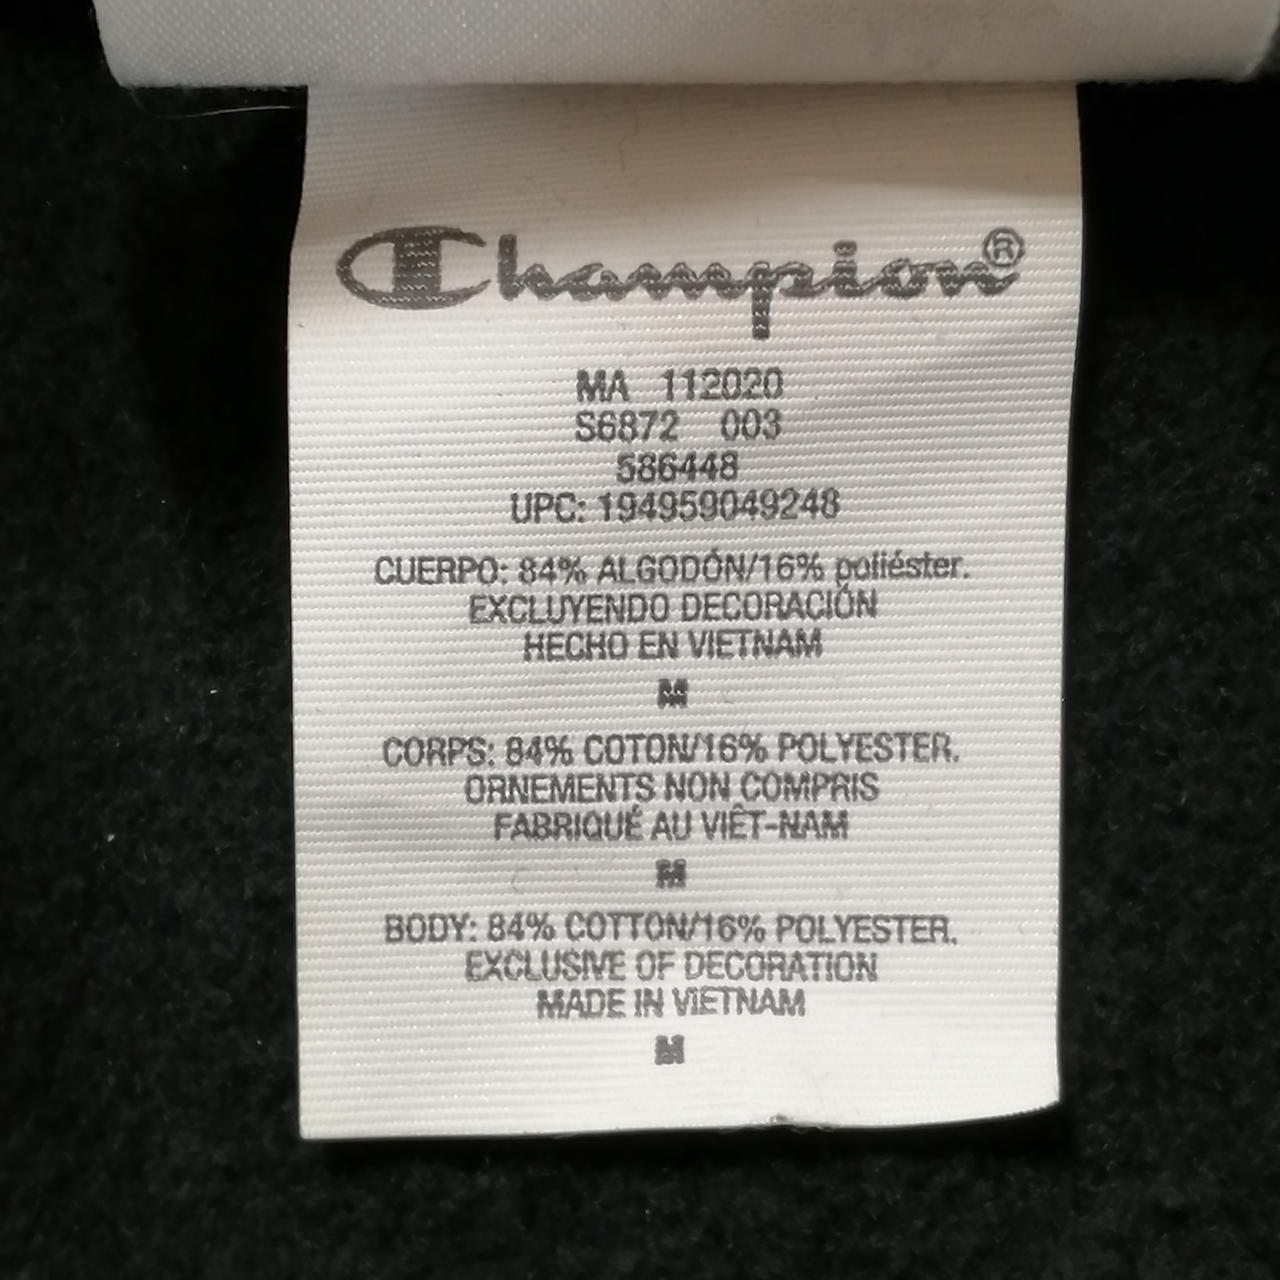 Champion®
MA 112020
S6872 003
586448
UPC: 194959049248
CUERPO: 84% ALGODÓN/16% poliéster.
EXCLUYENDO DECORACIÓN
HECHO EN VIETNAM
M
CORPS: 84% COTON/16% POLYESTER.
ORNEMENTS NON COMPRIS
FABRIQUÉ AU VIÊT-NAM
M
BODY: 84% COTTON/16% POLYESTER.
EXCLUSIVE OF DECORATION
MADE IN VIETNAM
M